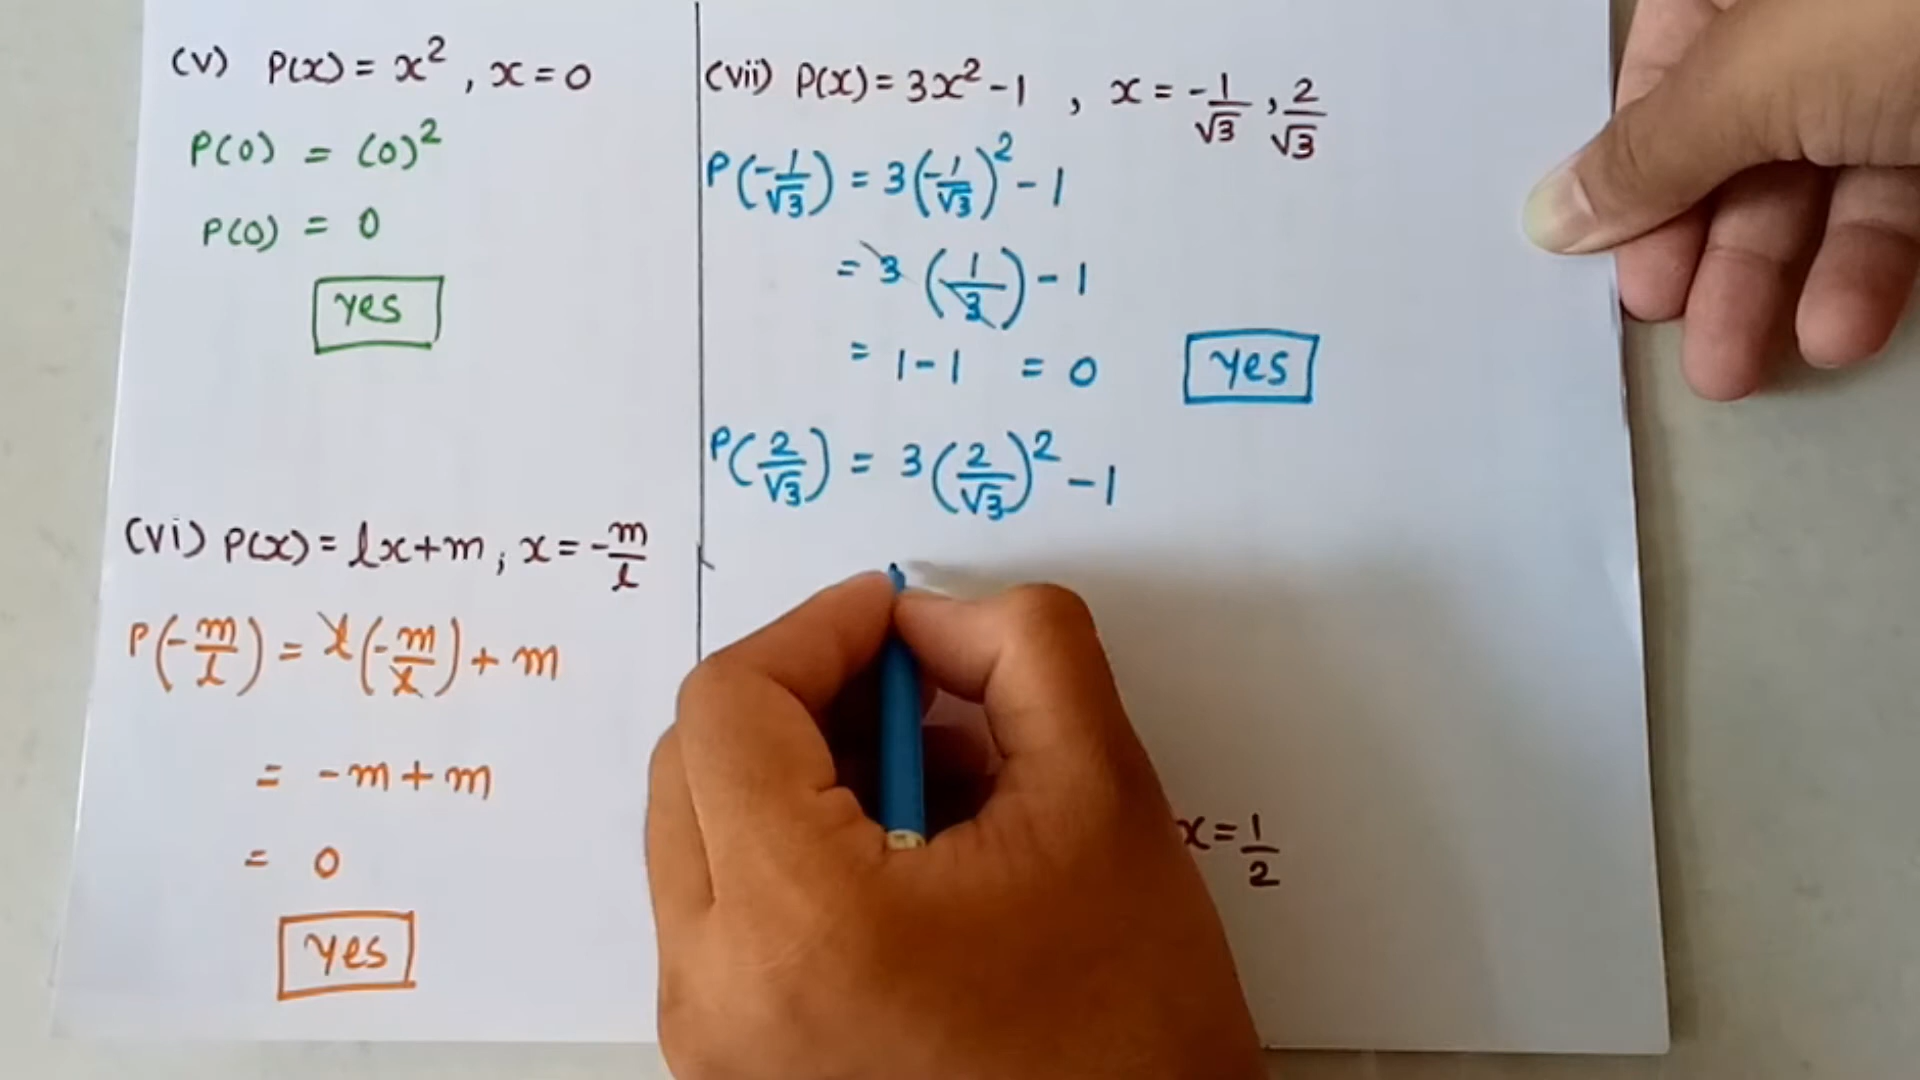 (v) P(x) = x², x = 0
P(0) = (0)²
P(0) = 0
yes
(vi) P(x) = lx+m, x = -m/l
P(-m/l) = l(-m/l) + m
= -m + m
= 0
yes
(vii) P(x) = 3x² - 1, x = -1/√3, 2/√3
P(-1/√3) = 3(-1/√3)² - 1
= 3 (1/3) - 1
= 1 - 1 = 0 yes
P(2/√3) = 3(2/√3)² - 1
x = 1/2